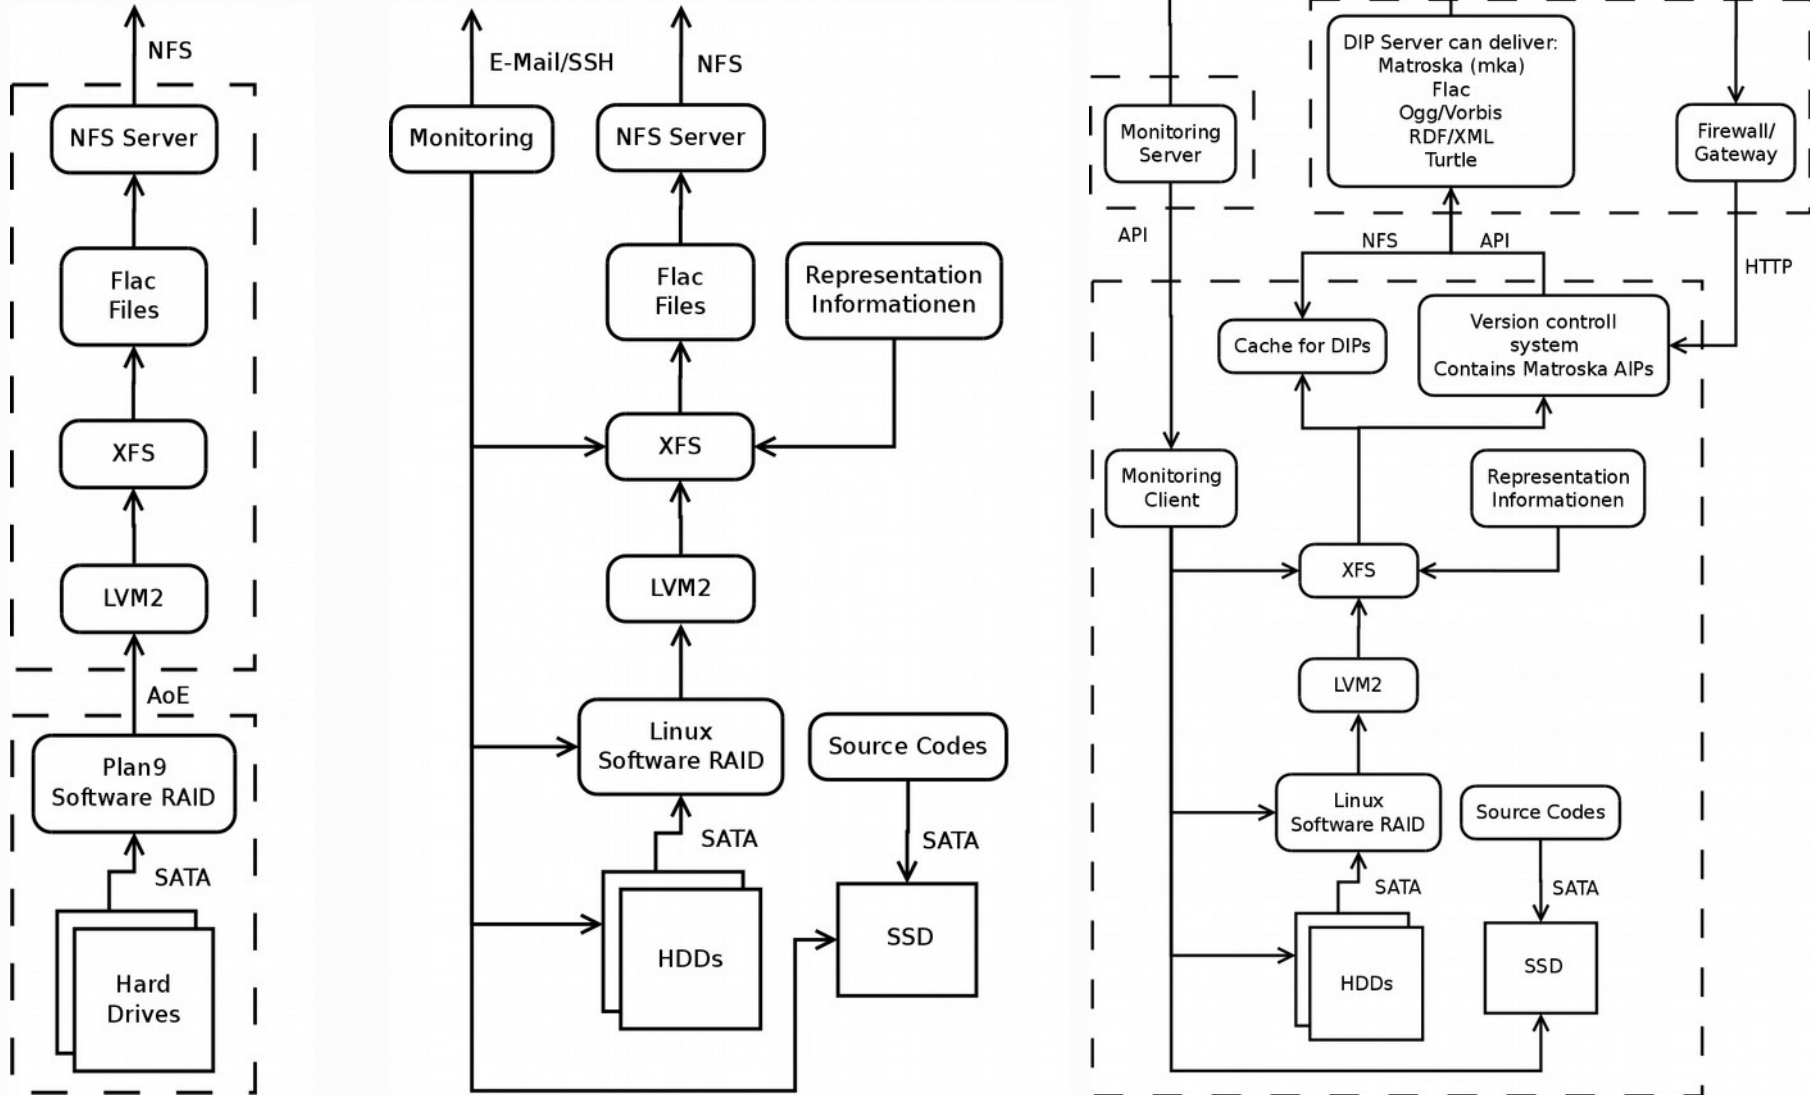 NFS
NFS Server
Flac
Files
XFS
LVM2
AoE
Plan9
Software RAID
SATA
Hard
Drives
E-Mail/SSH
NFS
Monitoring
NFS Server
Flac
Files
Representation
Informationen
XFS
LVM2
Linux
Software RAID
Source Codes
SATA
SATA
HDDs
SSD
DIP Server can deliver:
Matroska (mka)
Flac
Ogg/Vorbis
RDF/XML
Turtle
Monitoring
Server
Firewall/
Gateway
API
NFS
API
HTTP
Cache for DIPs
Version controll
system
Contains Matroska AIPs
Monitoring
Client
Representation
Informationen
XFS
LVM2
Linux
Software RAID
Source Codes
SATA
SATA
HDDs
SSD